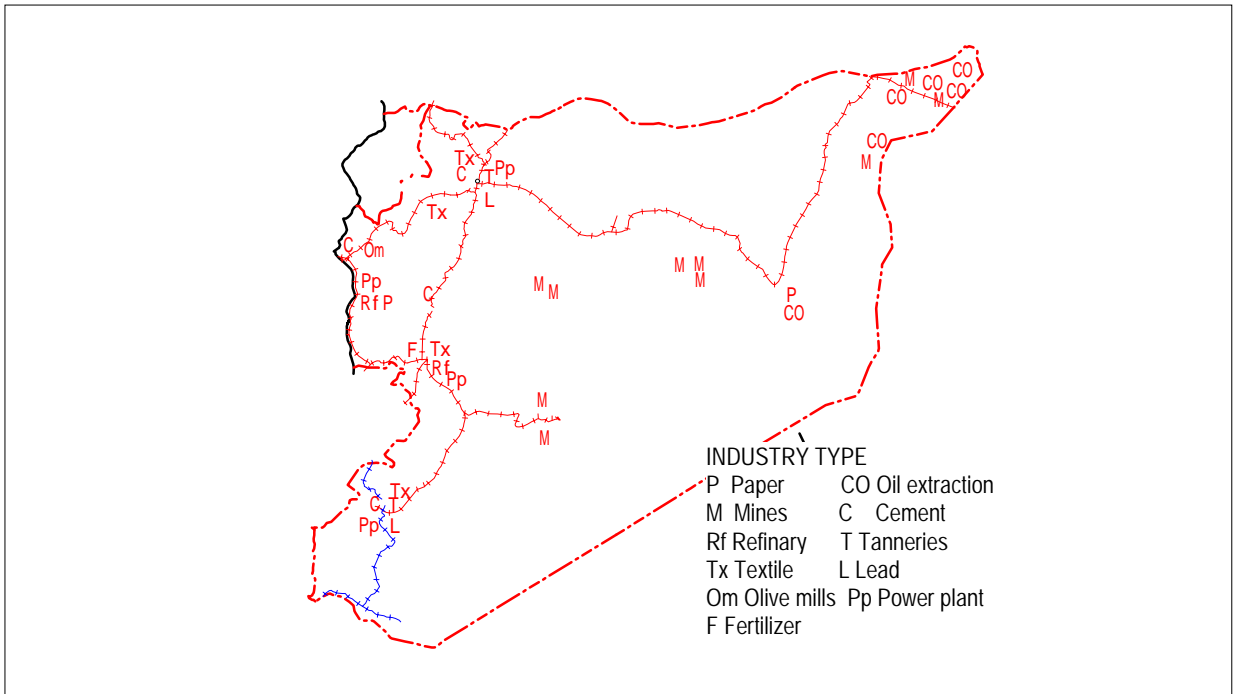 CO
M CO
CO CO
M
CO
M
Tx
Pp
C T
L
Tx
C
Om
M M
M
Pp
M
M
C
P
Rf P
CO
F Tx
Rf
Pp
M
M
Tx
C T
Pp L
INDUSTRY TYPE
P Paper CO Oil extraction
M Mines C Cement
Rf Refinary T Tanneries
Tx Textile L Lead
Om Olive mills Pp Power plant
F Fertilizer